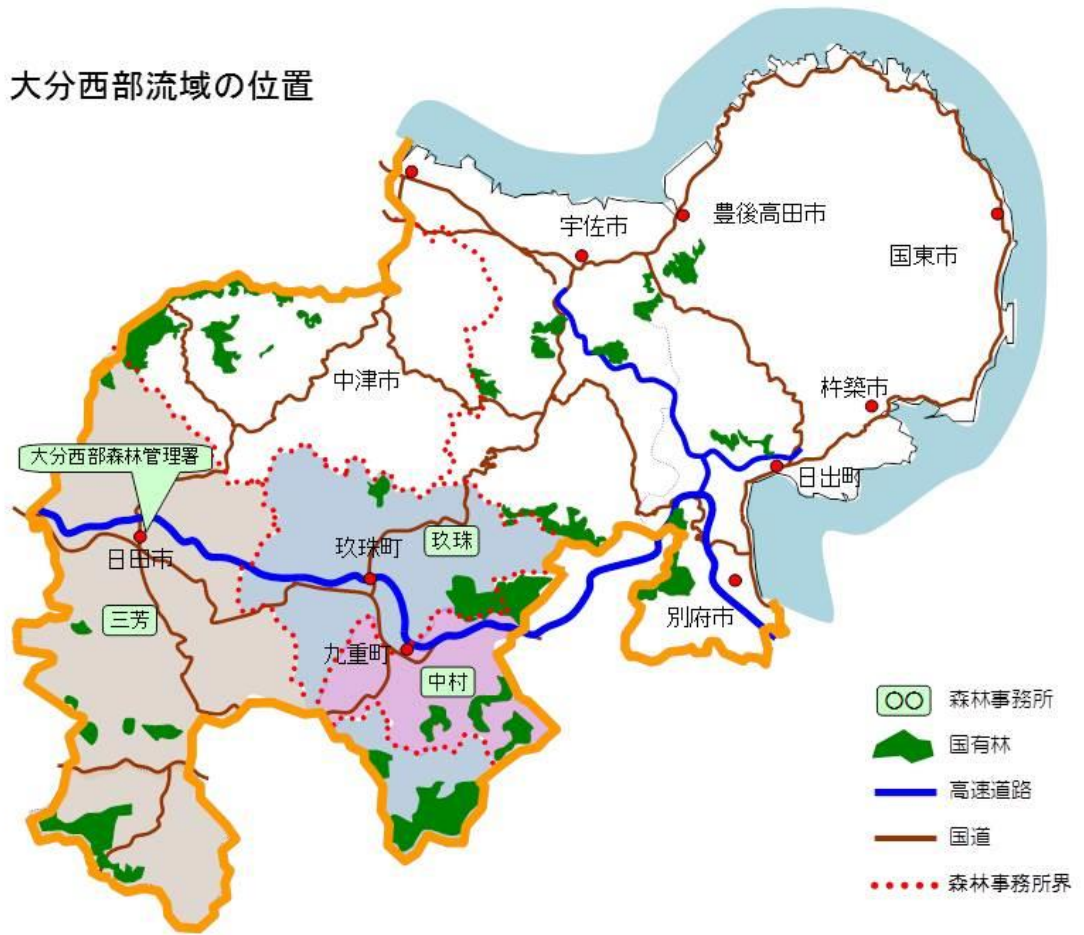 大分西部流域の位置
宇佐市
豊後高田市
国東市
中津市
杵築市
大分西部森林管理署
日出町
玖珠町
玖珠
日田市
三芳
別府市
九重町
中村
○○ 森林事務所
国有林
高速道路
国道
森林事務所界